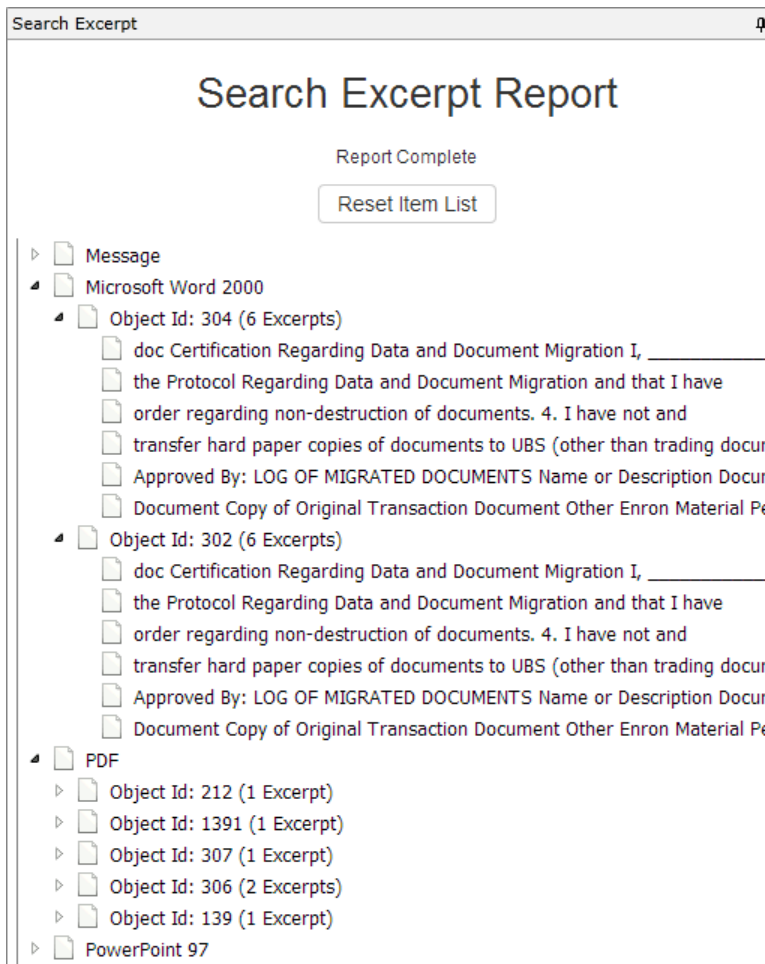 Search Excerpt
Search Excerpt Report
Report Complete
Reset Item List
Message
Microsoft Word 2000
Object Id: 304 (6 Excerpts)
doc Certification Regarding Data and Document Migration I, ___________
the Protocol Regarding Data and Document Migration and that I have
order regarding non-destruction of documents. 4. I have not and
transfer hard paper copies of documents to UBS (other than trading
Approved By: LOG OF MIGRATED DOCUMENTS Name or Description
Document Copy of Original Transaction Document Other Enron Material
Object Id: 302 (6 Excerpts)
doc Certification Regarding Data and Document Migration I, ___________
the Protocol Regarding Data and Document Migration and that I have
order regarding non-destruction of documents. 4. I have not and
transfer hard paper copies of documents to UBS (other than trading
Approved By: LOG OF MIGRATED DOCUMENTS Name or Description
Document Copy of Original Transaction Document Other Enron Material
PDF
Object Id: 212 (1 Excerpt)
Object Id: 1391 (1 Excerpt)
Object Id: 307 (1 Excerpt)
Object Id: 306 (2 Excerpts)
Object Id: 139 (1 Excerpt)
PowerPoint 97